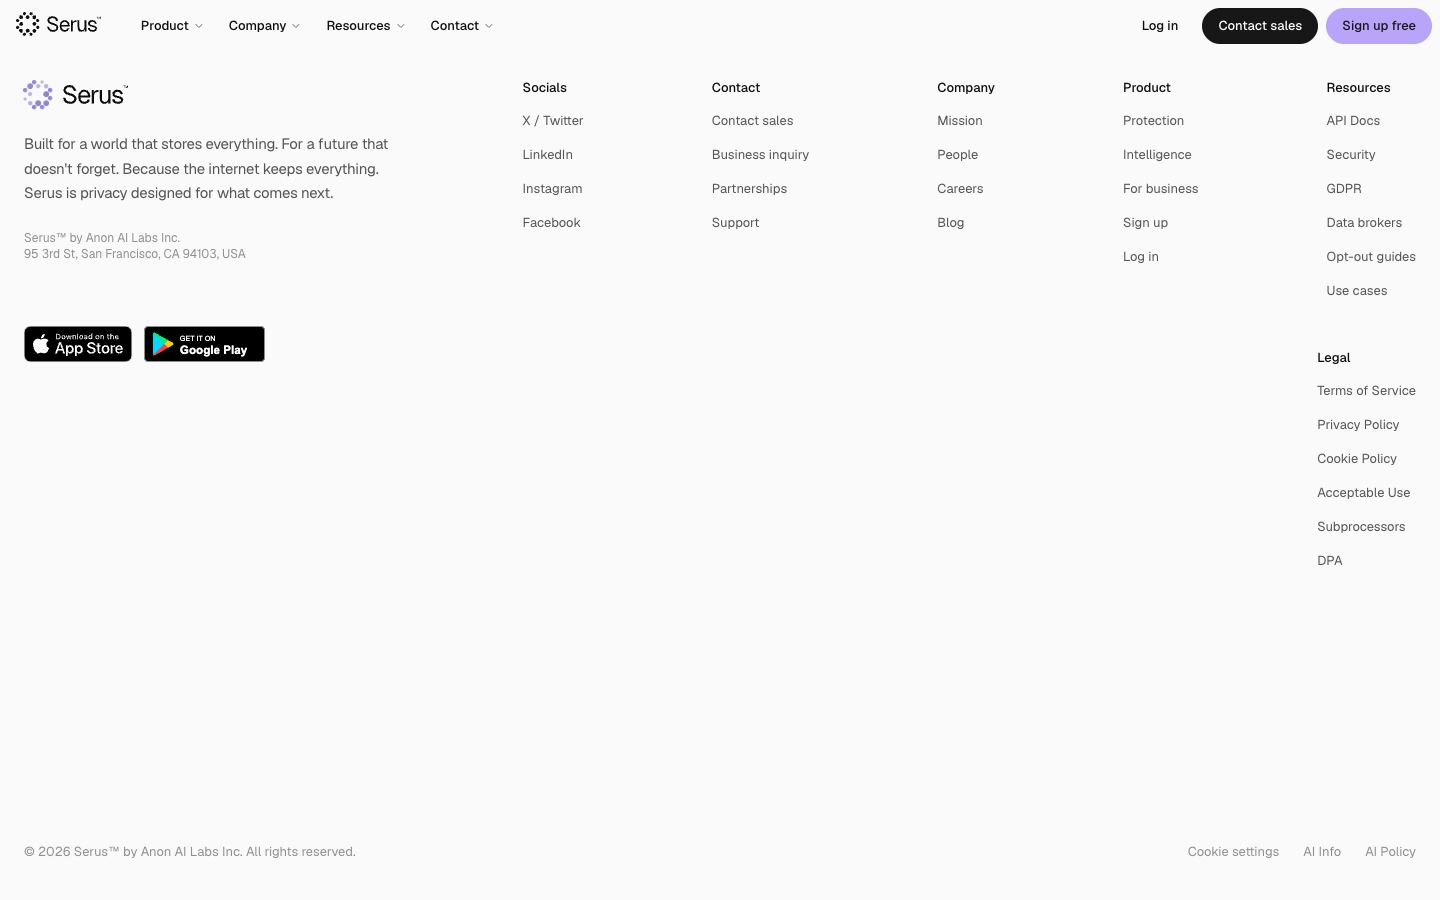 Serus™
Product
Company
Resources
Contact
Log in
Contact sales
Sign up free
Serus™
Built for a world that stores everything. For a future that
doesn't forget. Because the internet keeps everything.
Serus is privacy designed for what comes next.
Serus™ by Anon AI Labs Inc.
95 3rd St, San Francisco, CA 94103, USA
Download on the
App Store
GET IT ON
Google Play
Socials
X / Twitter
LinkedIn
Instagram
Facebook
Contact
Contact sales
Business inquiry
Partnerships
Support
Company
Mission
People
Careers
Blog
Product
Protection
Intelligence
For business
Sign up
Log in
Resources
API Docs
Security
GDPR
Data brokers
Opt-out guides
Use cases
Legal
Terms of Service
Privacy Policy
Cookie Policy
Acceptable Use
Subprocessors
DPA
© 2026 Serus™ by Anon AI Labs Inc. All rights reserved.
Cookie settings
AI Info
AI Policy